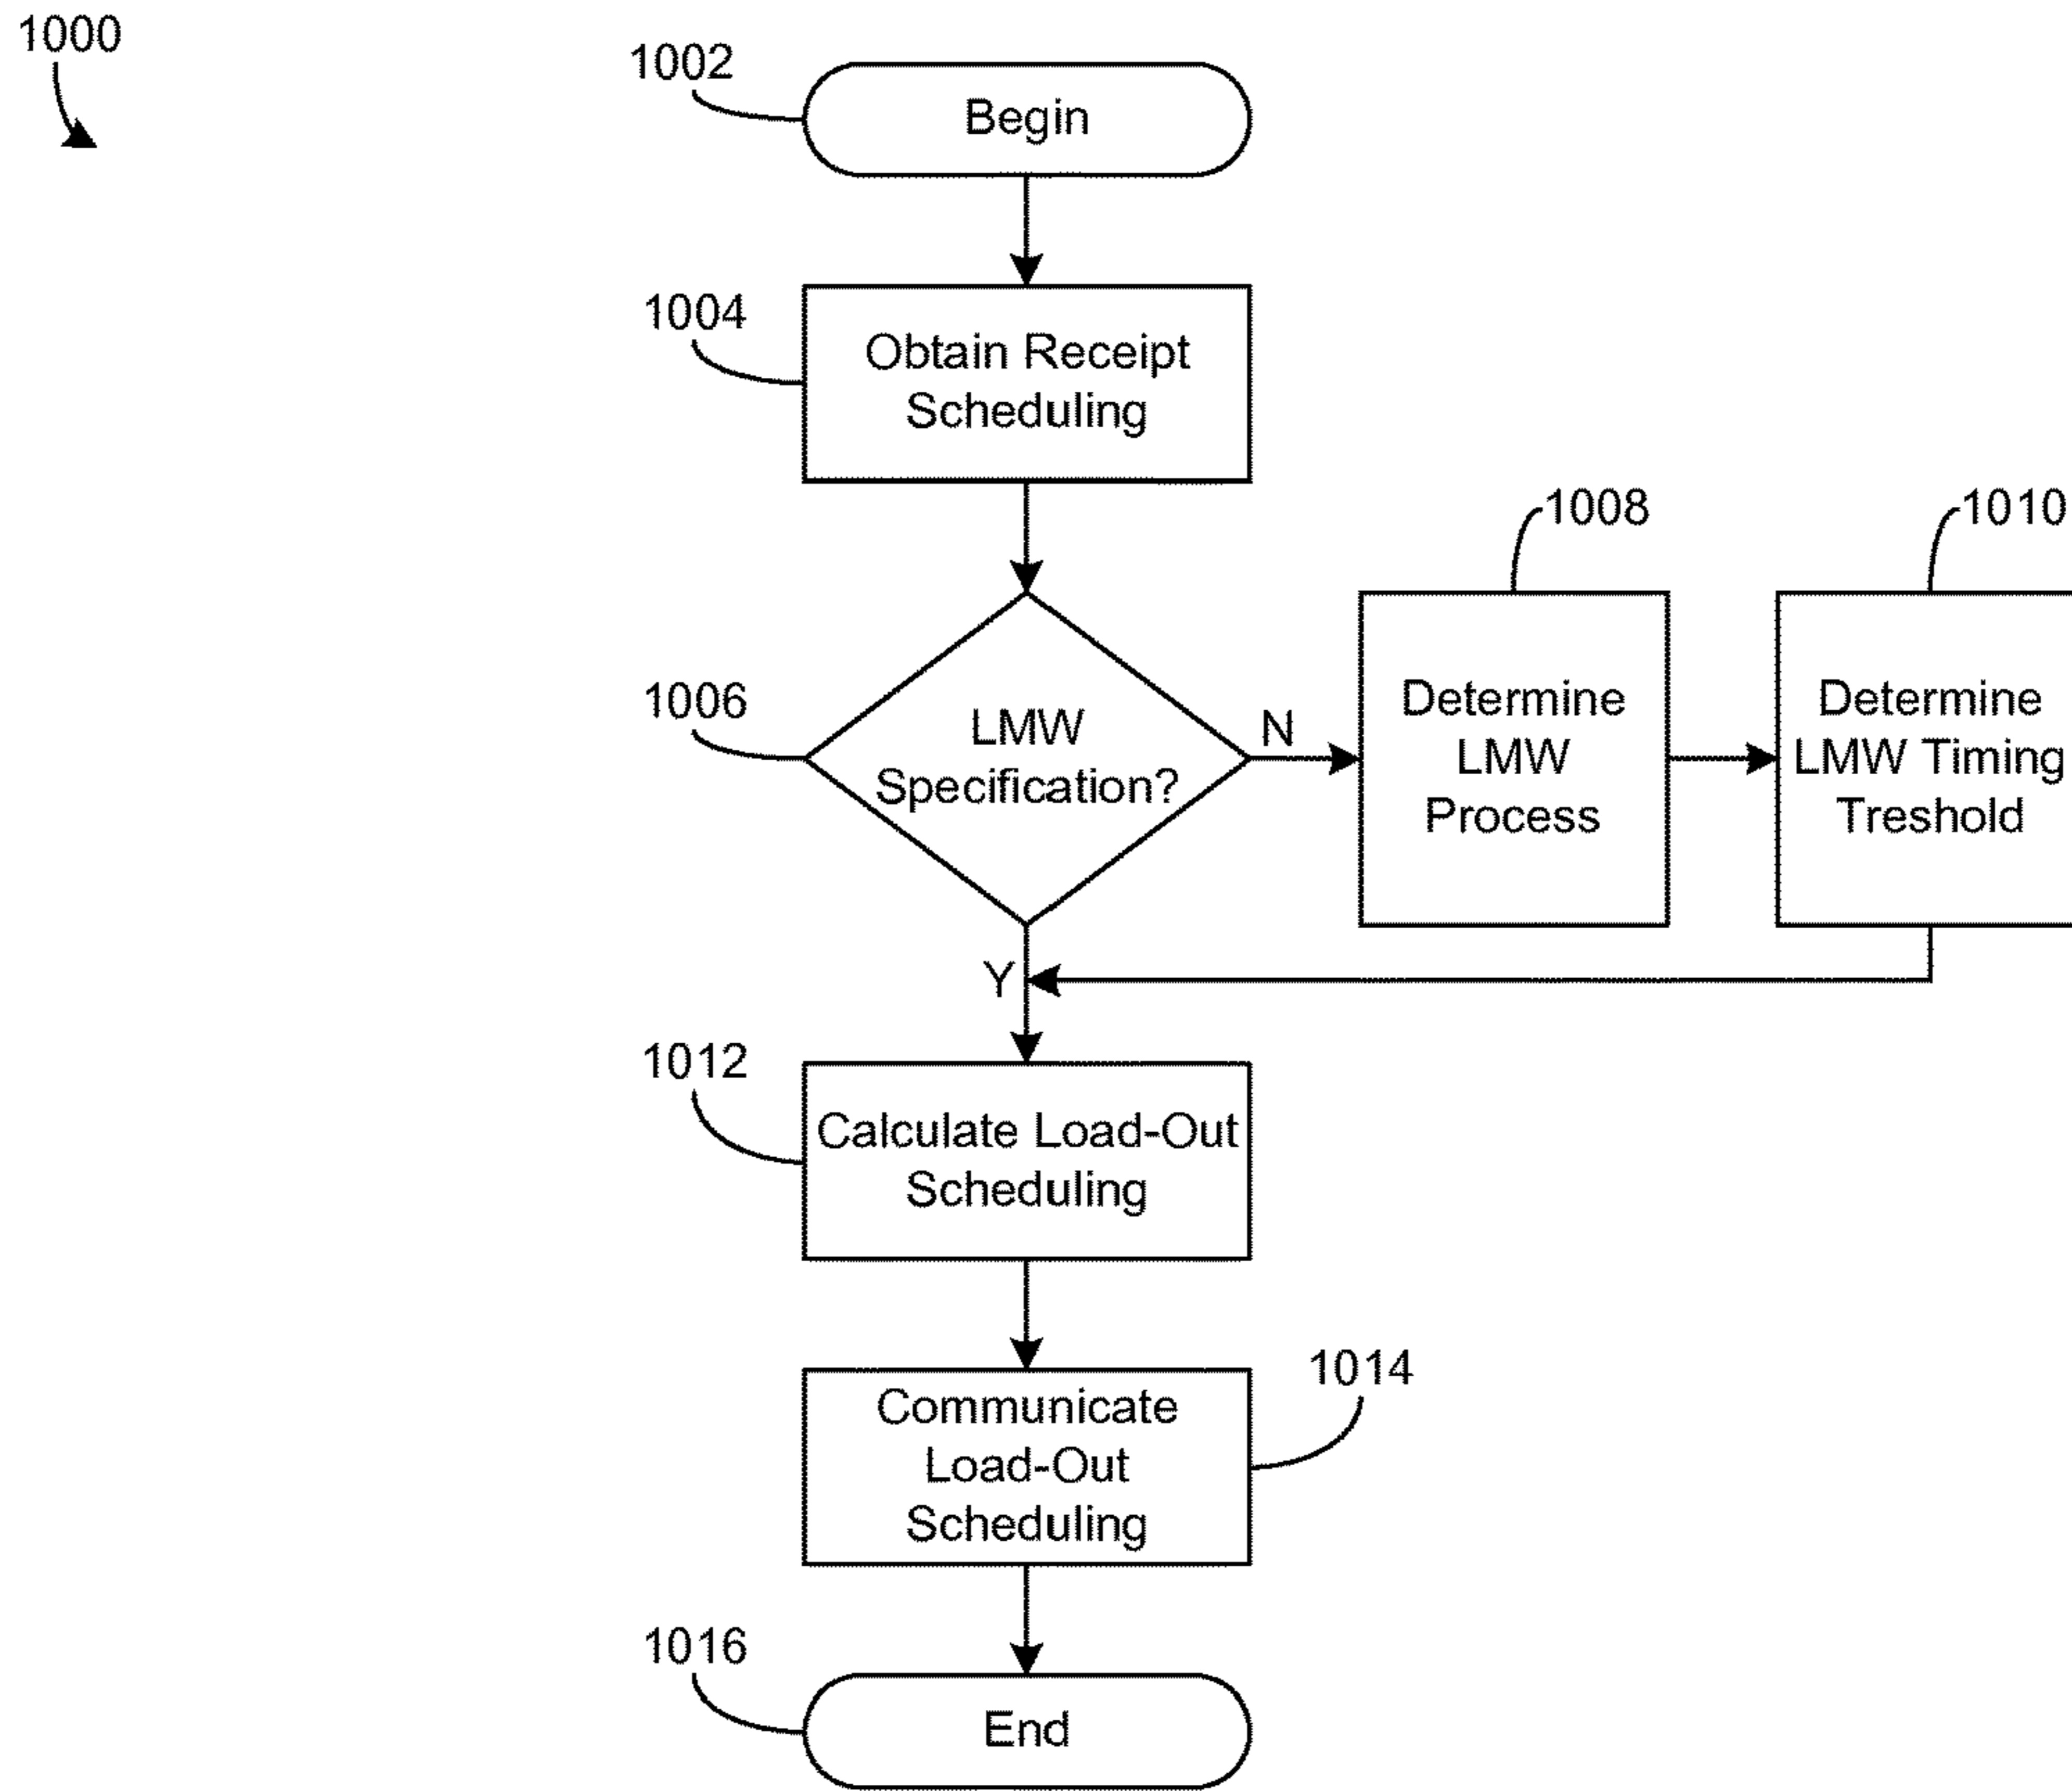 1000
1002
Begin
1004
Obtain Receipt
Scheduling
1006
LMW
Specification?
N
Y
1008
Determine
LMW
Process
1010
Determine
LMW Timing
Treshold
1012
Calculate Load-Out
Scheduling
1014
Communicate
Load-Out
Scheduling
1016
End